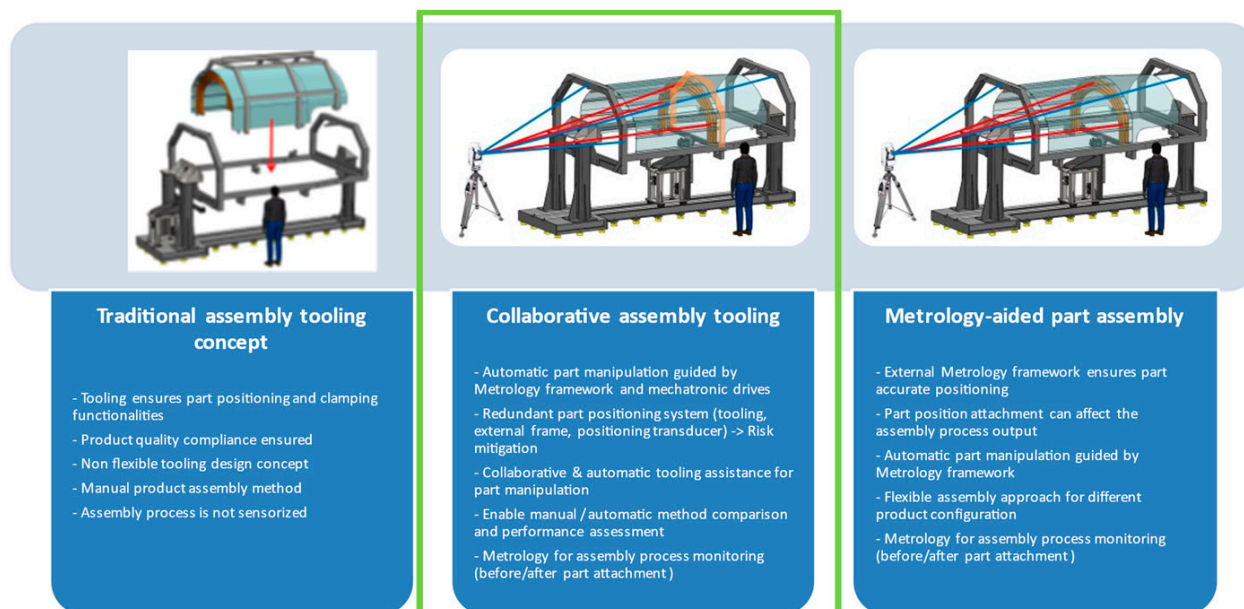 Traditional assembly tooling
concept
- Tooling ensures part positioning and clamping
functionalities
- Product quality compliance ensured
- Non flexible tooling design concept
- Manual product assembly method
- Assembly process is not sensorized
Collaborative assembly tooling
- Automatic part manipulation guided by
Metrology framework and mechatronic drives
- Redundant part positioning system (tooling,
external frame, positioning transducer) -> Risk
mitigation
- Collaborative & automatic tooling assistance for
part manipulation
- Enable manual /automatic method comparison
and performance assessment
- Metrology for assembly process monitoring
(before/after part attachment )
Metrology-aided part assembly
- External Metrology framework ensures part
accurate positioning
- Part position attachment can affect the
assembly process output
- Automatic part manipulation guided by
Metrology framework
- Flexible assembly approach for different
product configuration
- Metrology for assembly process monitoring
(before/after part attachment )